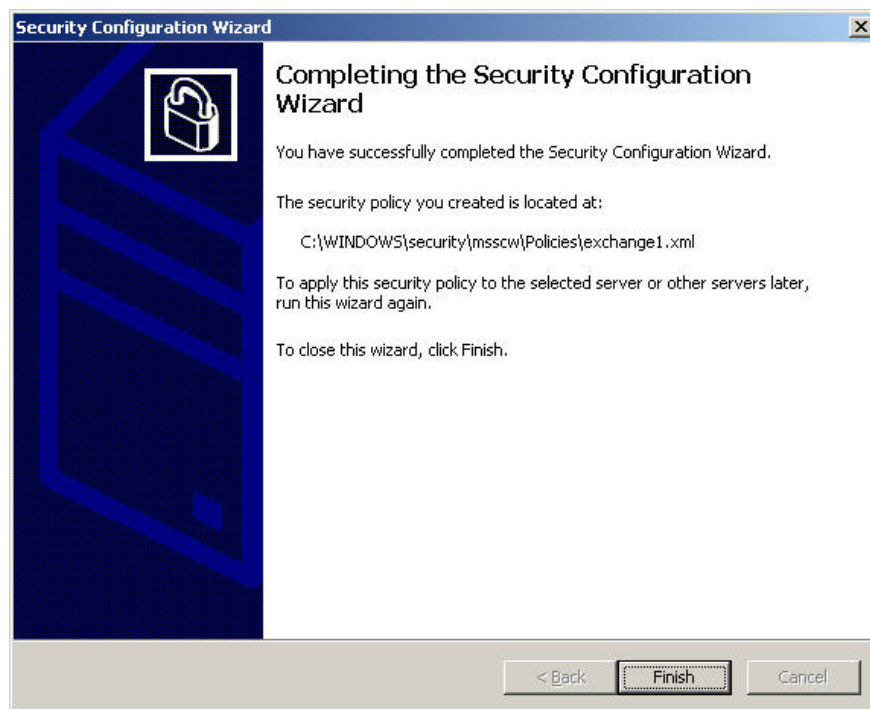 Security Configuration Wizard
Completing the Security Configuration
Wizard
You have successfully completed the Security Configuration Wizard.
The security policy you created is located at:
C:\WINDOWS\security\msscw\Policies\exchange1.xml
To apply this security policy to the selected server or other servers later,
run this wizard again.
To close this wizard, click Finish.
< Back Finish Cancel